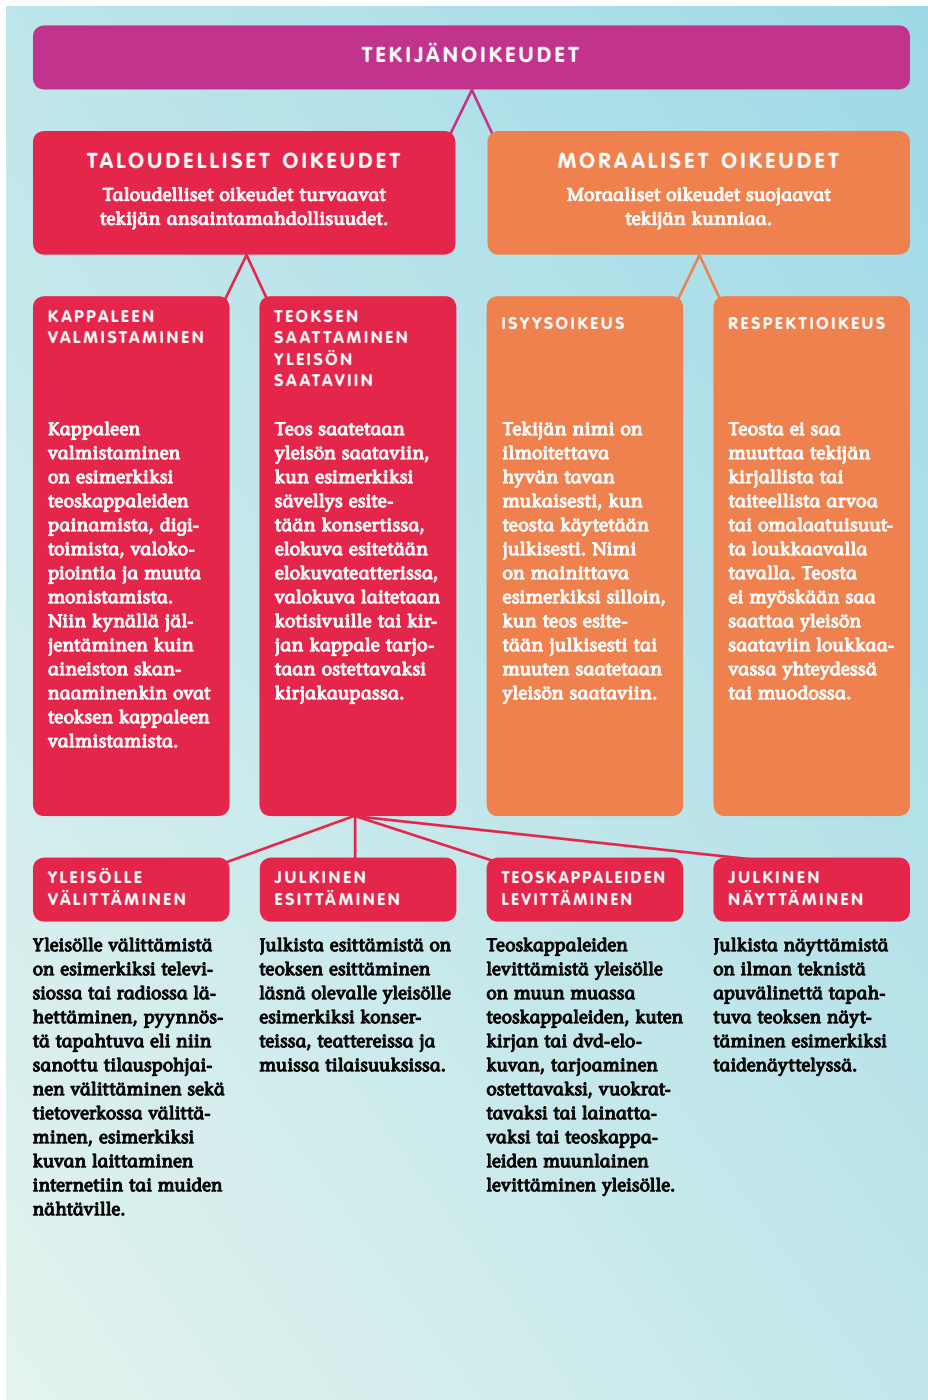 TEKIJÄNOIKEUDET
TALOUDELLISET OIKEUDET
Taloudelliset oikeudet turvaavat
tekijän ansaintamahdollisuudet.
MORAALISET OIKEUDET
Moraaliset oikeudet suojaavat
tekijän kunniaa.
KAPPALEEN
VALMISTAMINEN
Kappaleen
valmistaminen
on esimerkiksi
teoskappaleiden
painamista, digi-
toimista, valoko-
piointia ja muuta
monistamista.
Niin kynällä jäl-
jentäminen kuin
aineiston skan-
naaminenkin ovat
teoksen kappaleen
valmistamista.
TEOKSEN
SAATTAMINEN
YLEISÖN
SAATAVIIN
Teos saatetaan
yleisön saataviin,
kun esimerkiksi
sävellys esite-
tään konsertissa,
elokuva esitetään
elokuvateatterissa,
valokuva laitetaan
kotisivuille tai kir-
jan kappale tarjo-
taan ostettavaksi
kirjakaupassa.
ISYYSOIKEUS
Tekijän nimi on
ilmoitettava
hyvän tavan
mukaisesti, kun
teosta käytetään
julkisesti. Nimi
on mainittava
esimerkiksi silloin,
kun teos esite-
tään julkisesti tai
muuten saatetaan
yleisön saataviin.
RESPEKTIOIKEUS
Teosta ei saa
muuttaa tekijän
kirjallista tai
taiteellista arvoa
tai omalaatuisuut-
ta loukkaavalla
tavalla. Teosta
ei myöskään saa
saattaa yleisön
saataviin loukkaa-
vassa yhteydessä
tai muodossa.
YLEISÖLLE
VÄLITTÄMINEN
Yleisölle välittämistä
on esimerkiksi televi-
siossa tai radiossa lä-
hettäminen, pyynnös-
tä tapahtuva eli niin
sanottu tilauspohjai-
nen välittäminen sekä
tietoverkossa välittä-
minen, esimerkiksi
kuvan laittaminen
internetiin tai muiden
nähtäville.
JULKINEN
ESITTÄMINEN
Julkista esittämistä on
teoksen esittäminen
läsnä olevalle yleisölle
esimerkiksi konser-
teissa, teattereissa ja
muissa tilaisuuksissa.
TEOSKAPPALEIDEN
LEVITTÄMINEN
Teoskappaleiden
levittämistä yleisölle
on muun muassa
teoskappaleiden, kuten
kirjan tai dvd-elo-
kuvan, tarjoaminen
ostettavaksi, vuokrat-
tavaksi tai lainatta-
vaksi tai teoskappa-
leiden muunlainen
levittäminen yleisölle.
JULKINEN
NÄYTTÄMINEN
Julkista näyttämistä
on ilman teknistä
apuvälinettä tapah-
tuva teoksen näyt-
täminen esimerkiksi
taidenäyttelyssä.